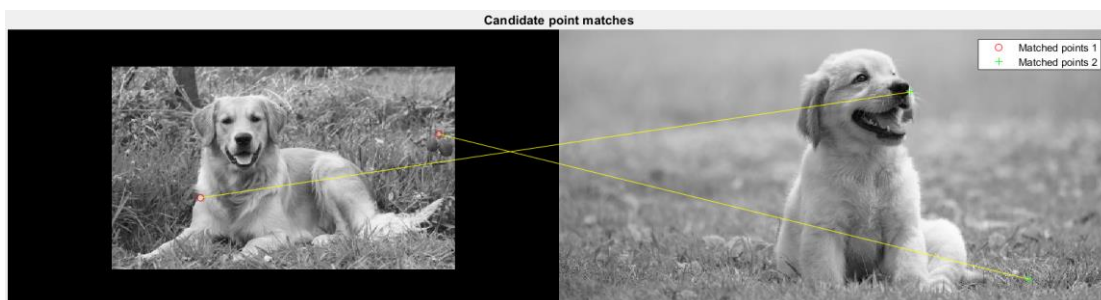 Candidate point matches
Matched points 1
Matched points 2